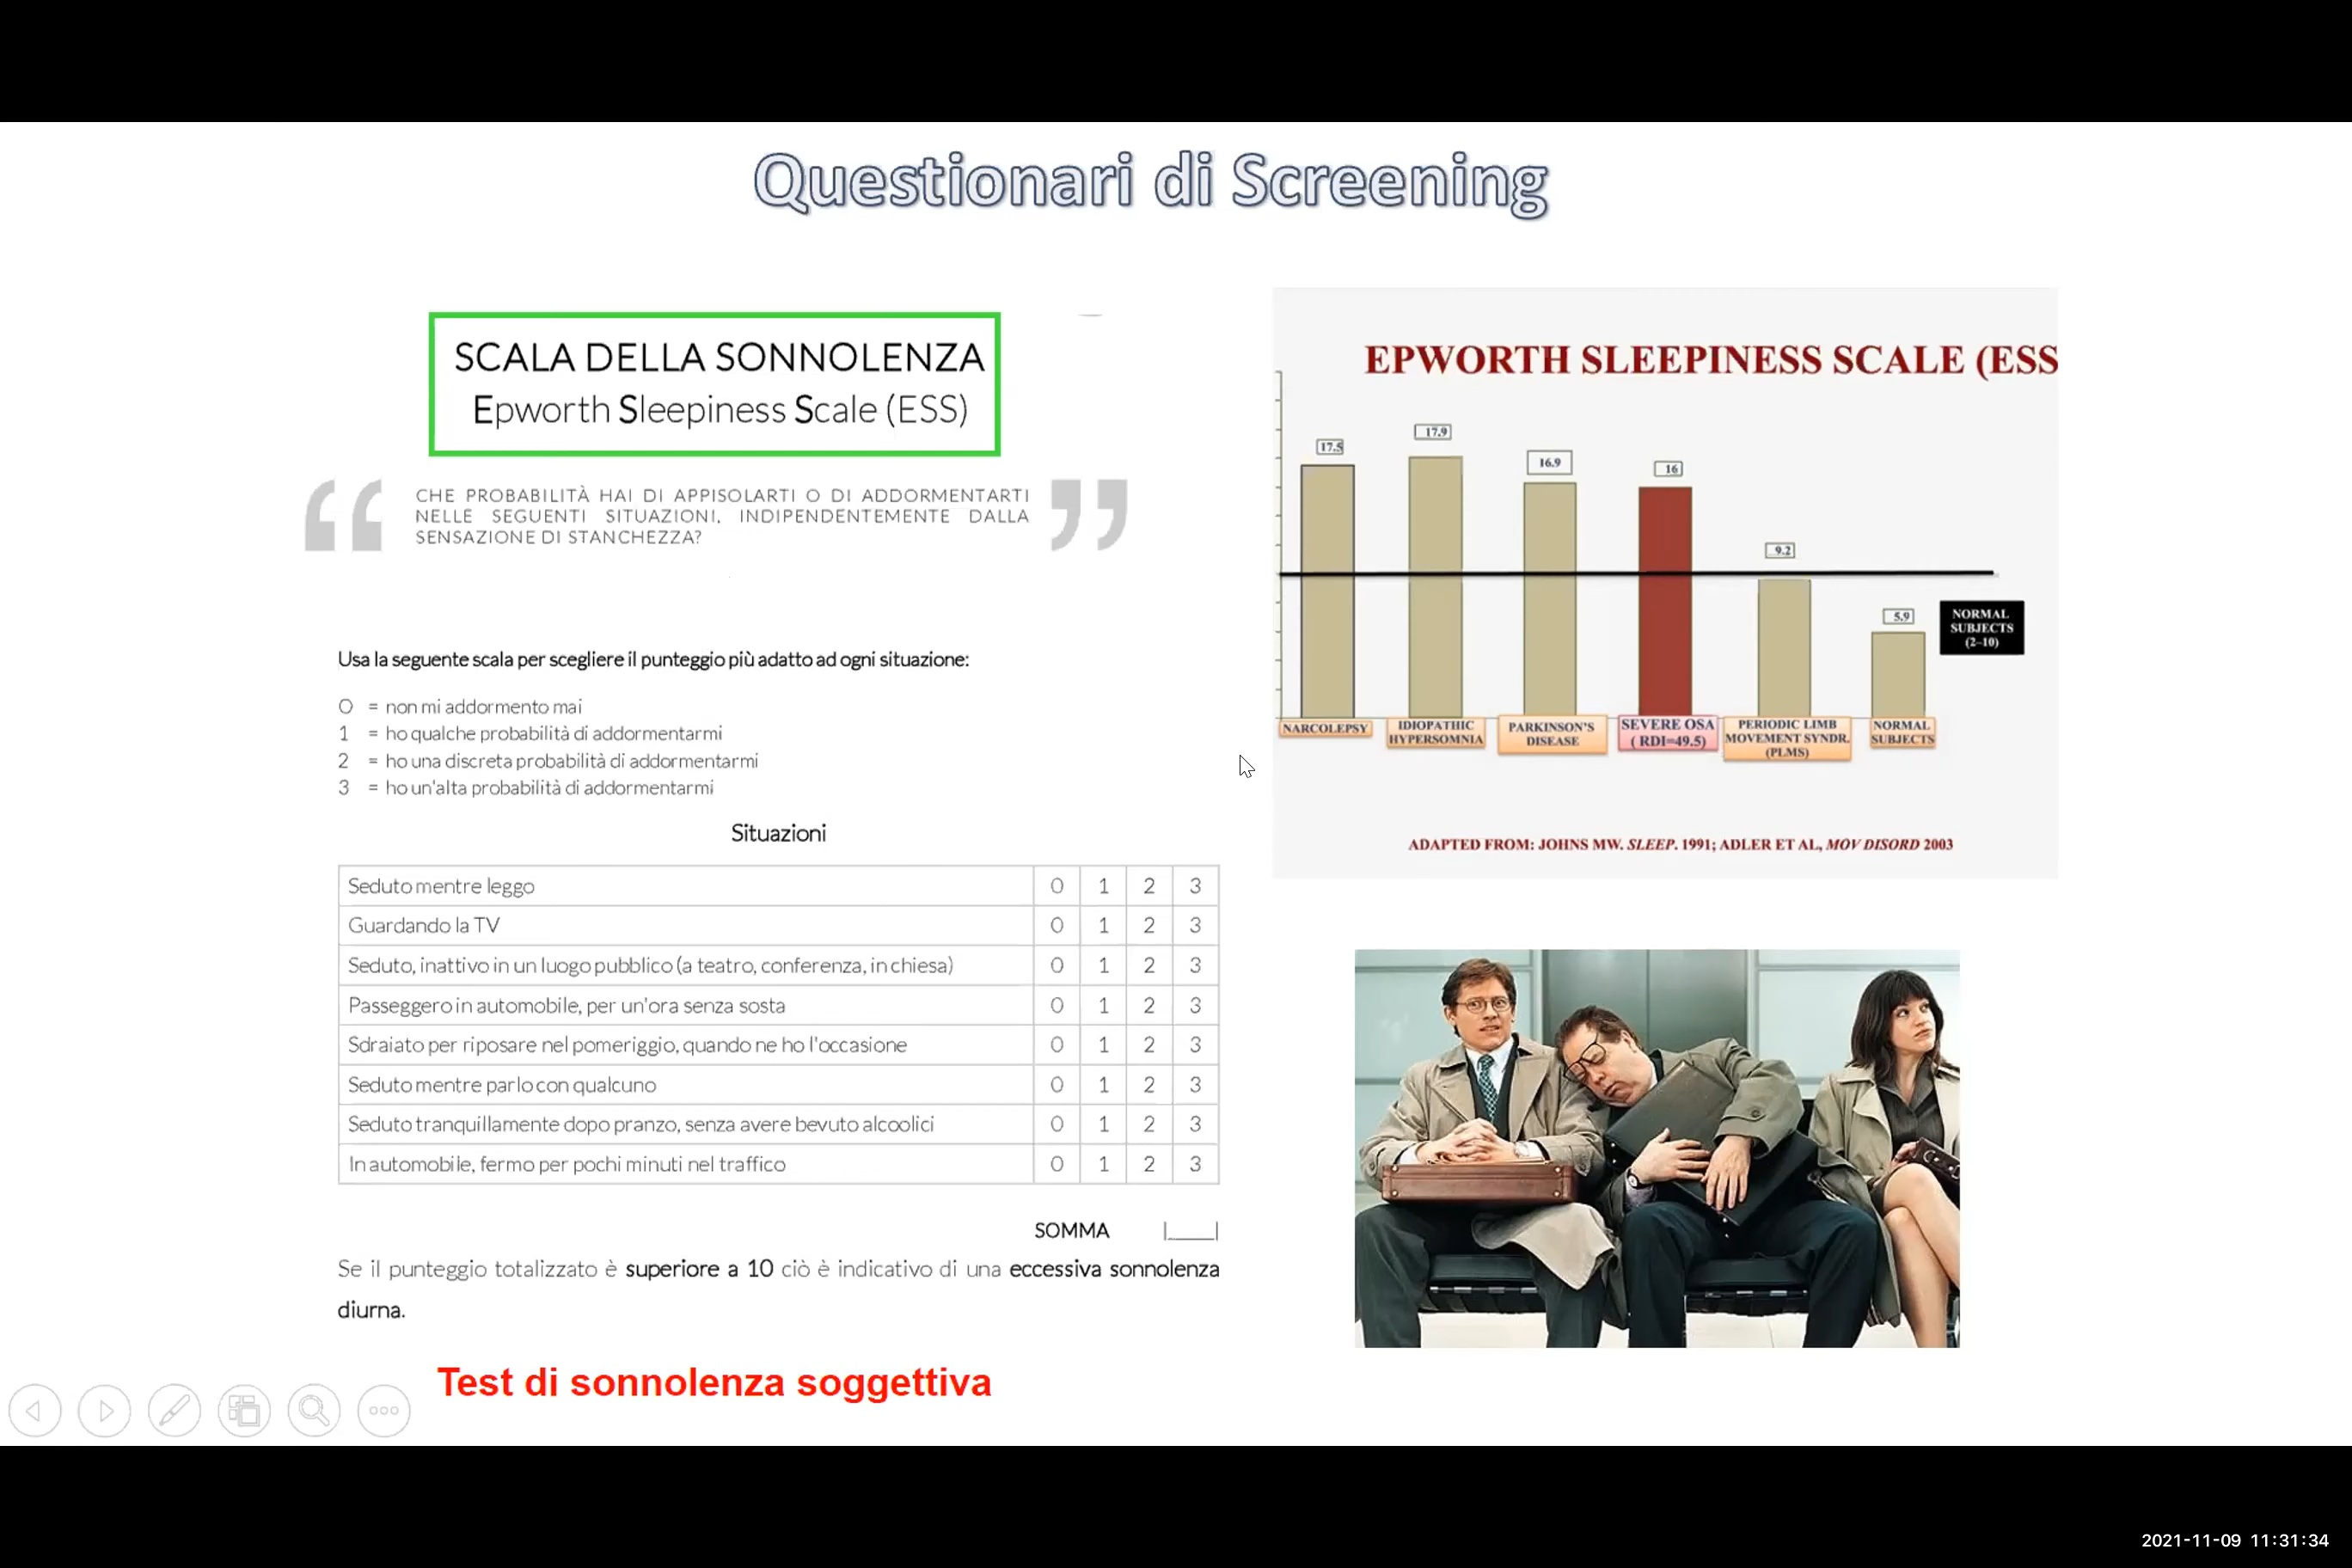 Questionari di Screening
SCALA DELLA SONNOLENZA
Epworth Sleepiness Scale (ESS)
“
CHE PROBABILITÀ HAI DI APPISOLARTI O DI ADDORMENTARTI
NELLE SEGUENTI SITUAZIONI, INDIPENDENTEMENTE DALLA
SENSAZIONE DI STANCHEZZA?
”
Usa la seguente scala per scegliere il punteggio più adatto ad ogni situazione:
0 = non mi addormento mai
1 = ho qualche probabilità di addormentarmi
2 = ho una discreta probabilità di addormentarmi
3 = ho un'alta probabilità di addormentarmi
Situazioni
Seduto mentre leggo 0 1 2 3
Guardando la TV 0 1 2 3
Seduto, inattivo in un luogo pubblico (a teatro, conferenza, in chiesa) 0 1 2 3
Passeggero in automobile, per un'ora senza sosta 0 1 2 3
Sdraiato per riposare nel pomeriggio, quando ne ho l'occasione 0 1 2 3
Seduto mentre parlo con qualcuno 0 1 2 3
Seduto tranquillamente dopo pranzo, senza avere bevuto alcoolici 0 1 2 3
In automobile, fermo per pochi minuti nel traffico 0 1 2 3
SOMMA |____|
Se il punteggio totalizzato è superiore a 10 ciò è indicativo di una eccessiva sonnolenza
diurna.
Test di sonnolenza soggettiva
EPWORTH SLEEPINESS SCALE (ESS
17.5
17.9
16.9
16
9.2
5.9
NORMAL
SUBJECTS
(2–10)
NARCOLEPSY
IDIOPATHIC
HYPERSOMNIA
PARKINSON'S
DISEASE
SEVERE OSA
( RDI=49.5)
PERIODIC LIMB
MOVEMENT SYNDR.
(PLMS)
NORMAL
SUBJECTS
ADAPTED FROM: JOHNS MW. SLEEP. 1991; ADLER ET AL, MOV DISORD 2003
2021-11-09 11:31:34